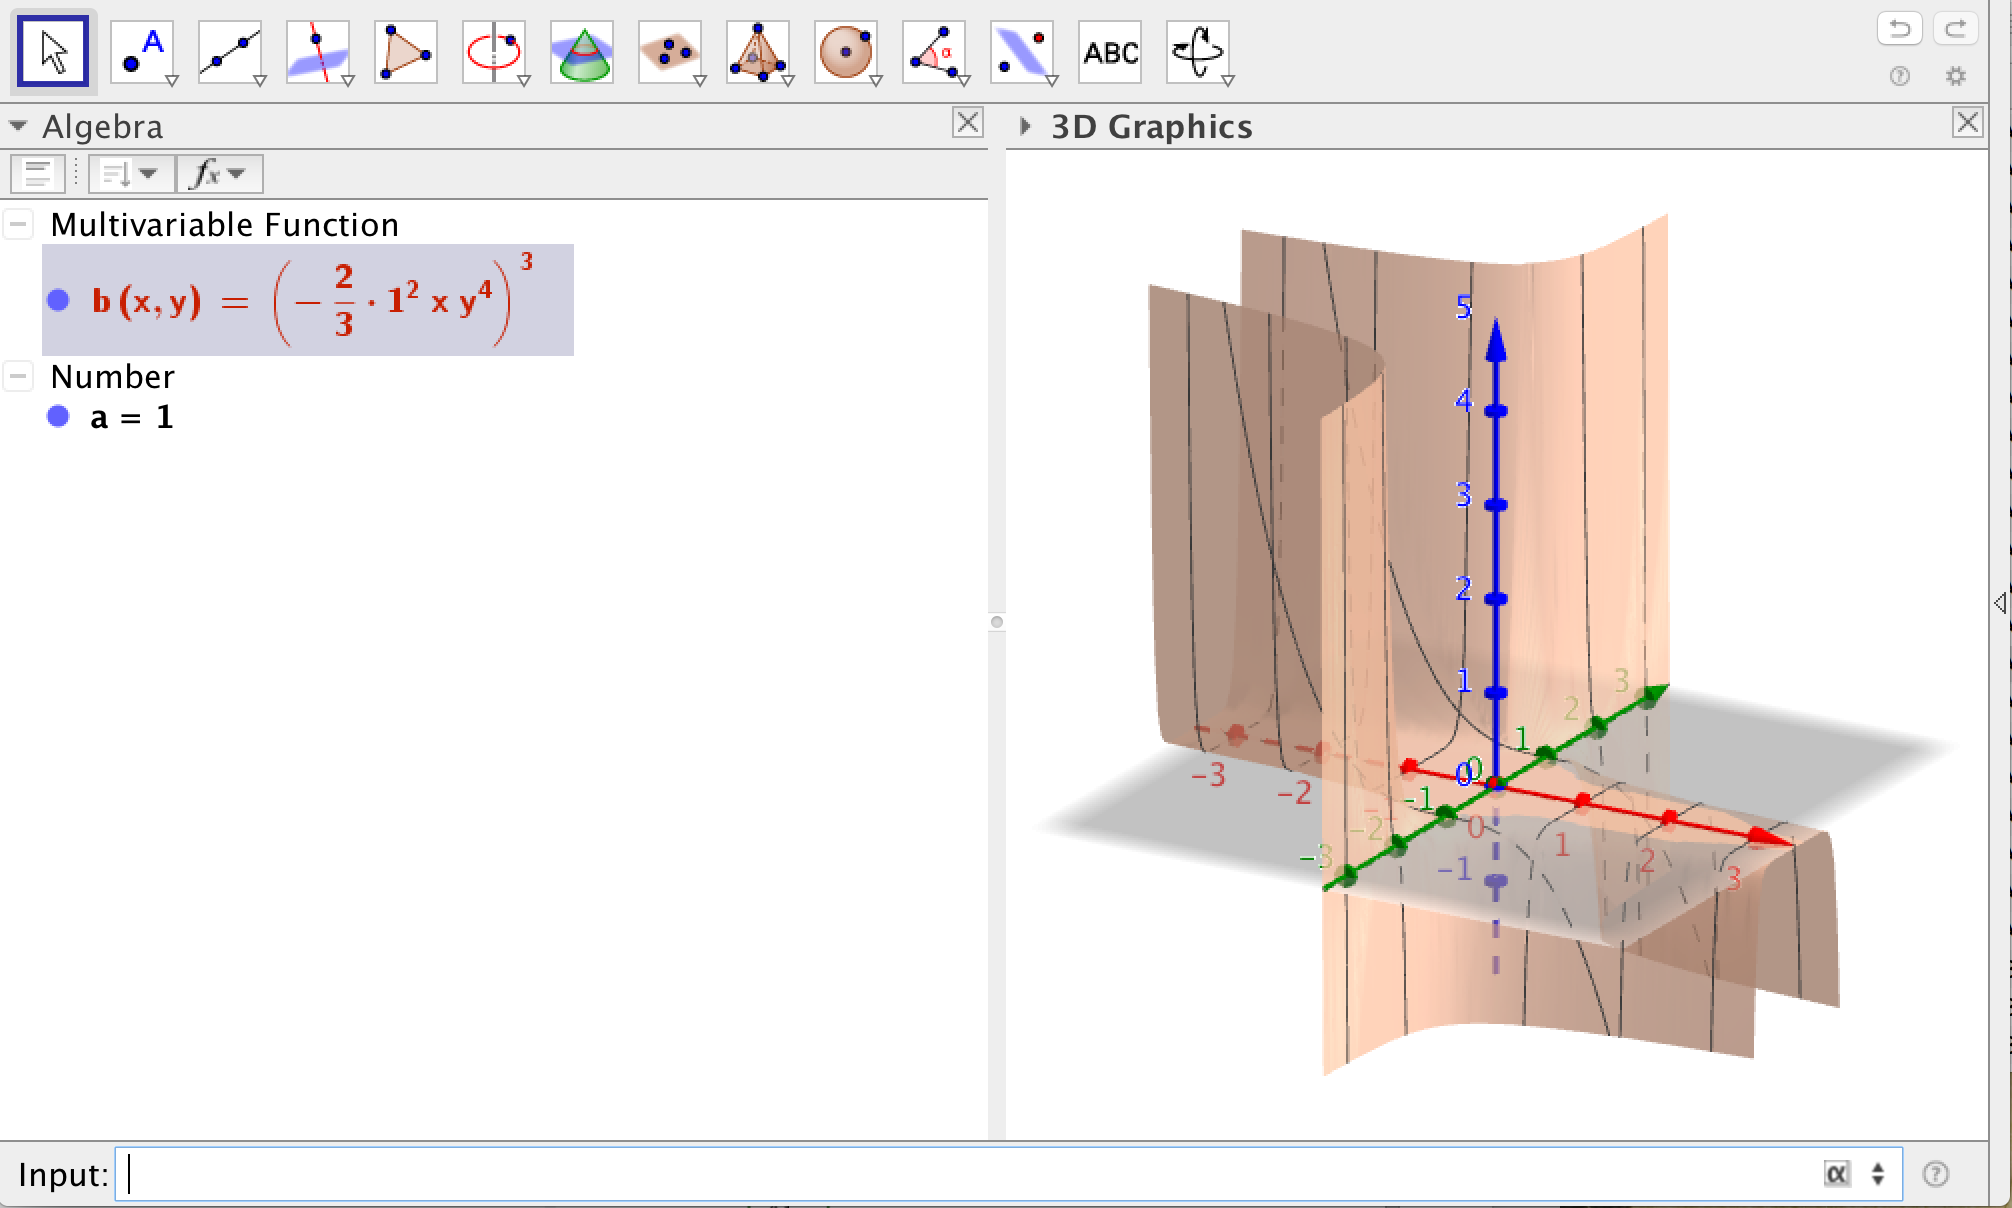 A
α
ABC
Algebra
3D Graphics
fx
Multivariable Function
b(x, y) = (− 2/3 · 1² x y⁴)³
Number
a = 1
5
4
3
2
1
0
−1
−3
−2
0
1
2
3
−3
−2
−1
0
1
2
3
Input:
α